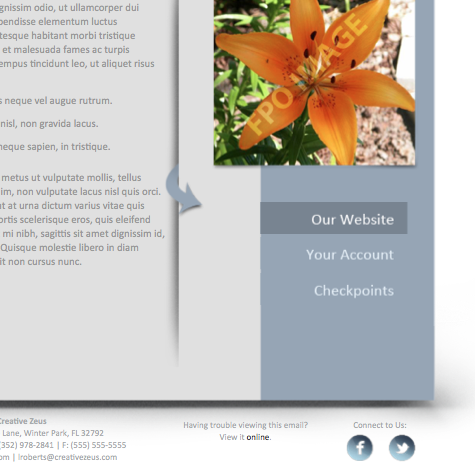 gnissim odio, ut ullamcorper dui
pendisse elementum luctus
tesque habitant morbi tristique
et malesuada fames ac turpis
empus tincidunt leo, ut aliquet risus
s neque vel augue rutrum.
nisl, non gravida lacus.
neque sapien, in tristique.
metus ut vulputate mollis, tellus
im, non vulputate lacus nisl quis orci.
nt at urna dictum varius vitae quis
ortis scelerisque eros, quis eleifend
mi nibh, sagittis sit amet dignissim id,
Quisque molestie libero in diam
it non cursus nunc.
FPO IMAGE
Our Website
Your Account
Checkpoints
Creative Zeus
Lane, Winter Park, FL 32792
(352) 978-2841 | F: (555) 555-5555
om | lroberts@creativezeus.com
Having trouble viewing this email?
View it online.
Connect to Us: